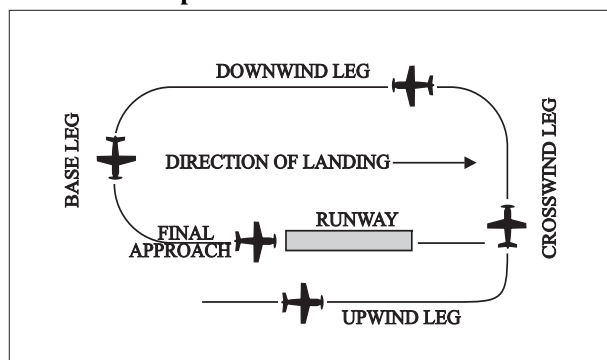 DOWNWIND LEG
BASE LEG
DIRECTION OF LANDING
CROSSWIND LEG
RUNWAY
FINAL
APPROACH
UPWIND LEG